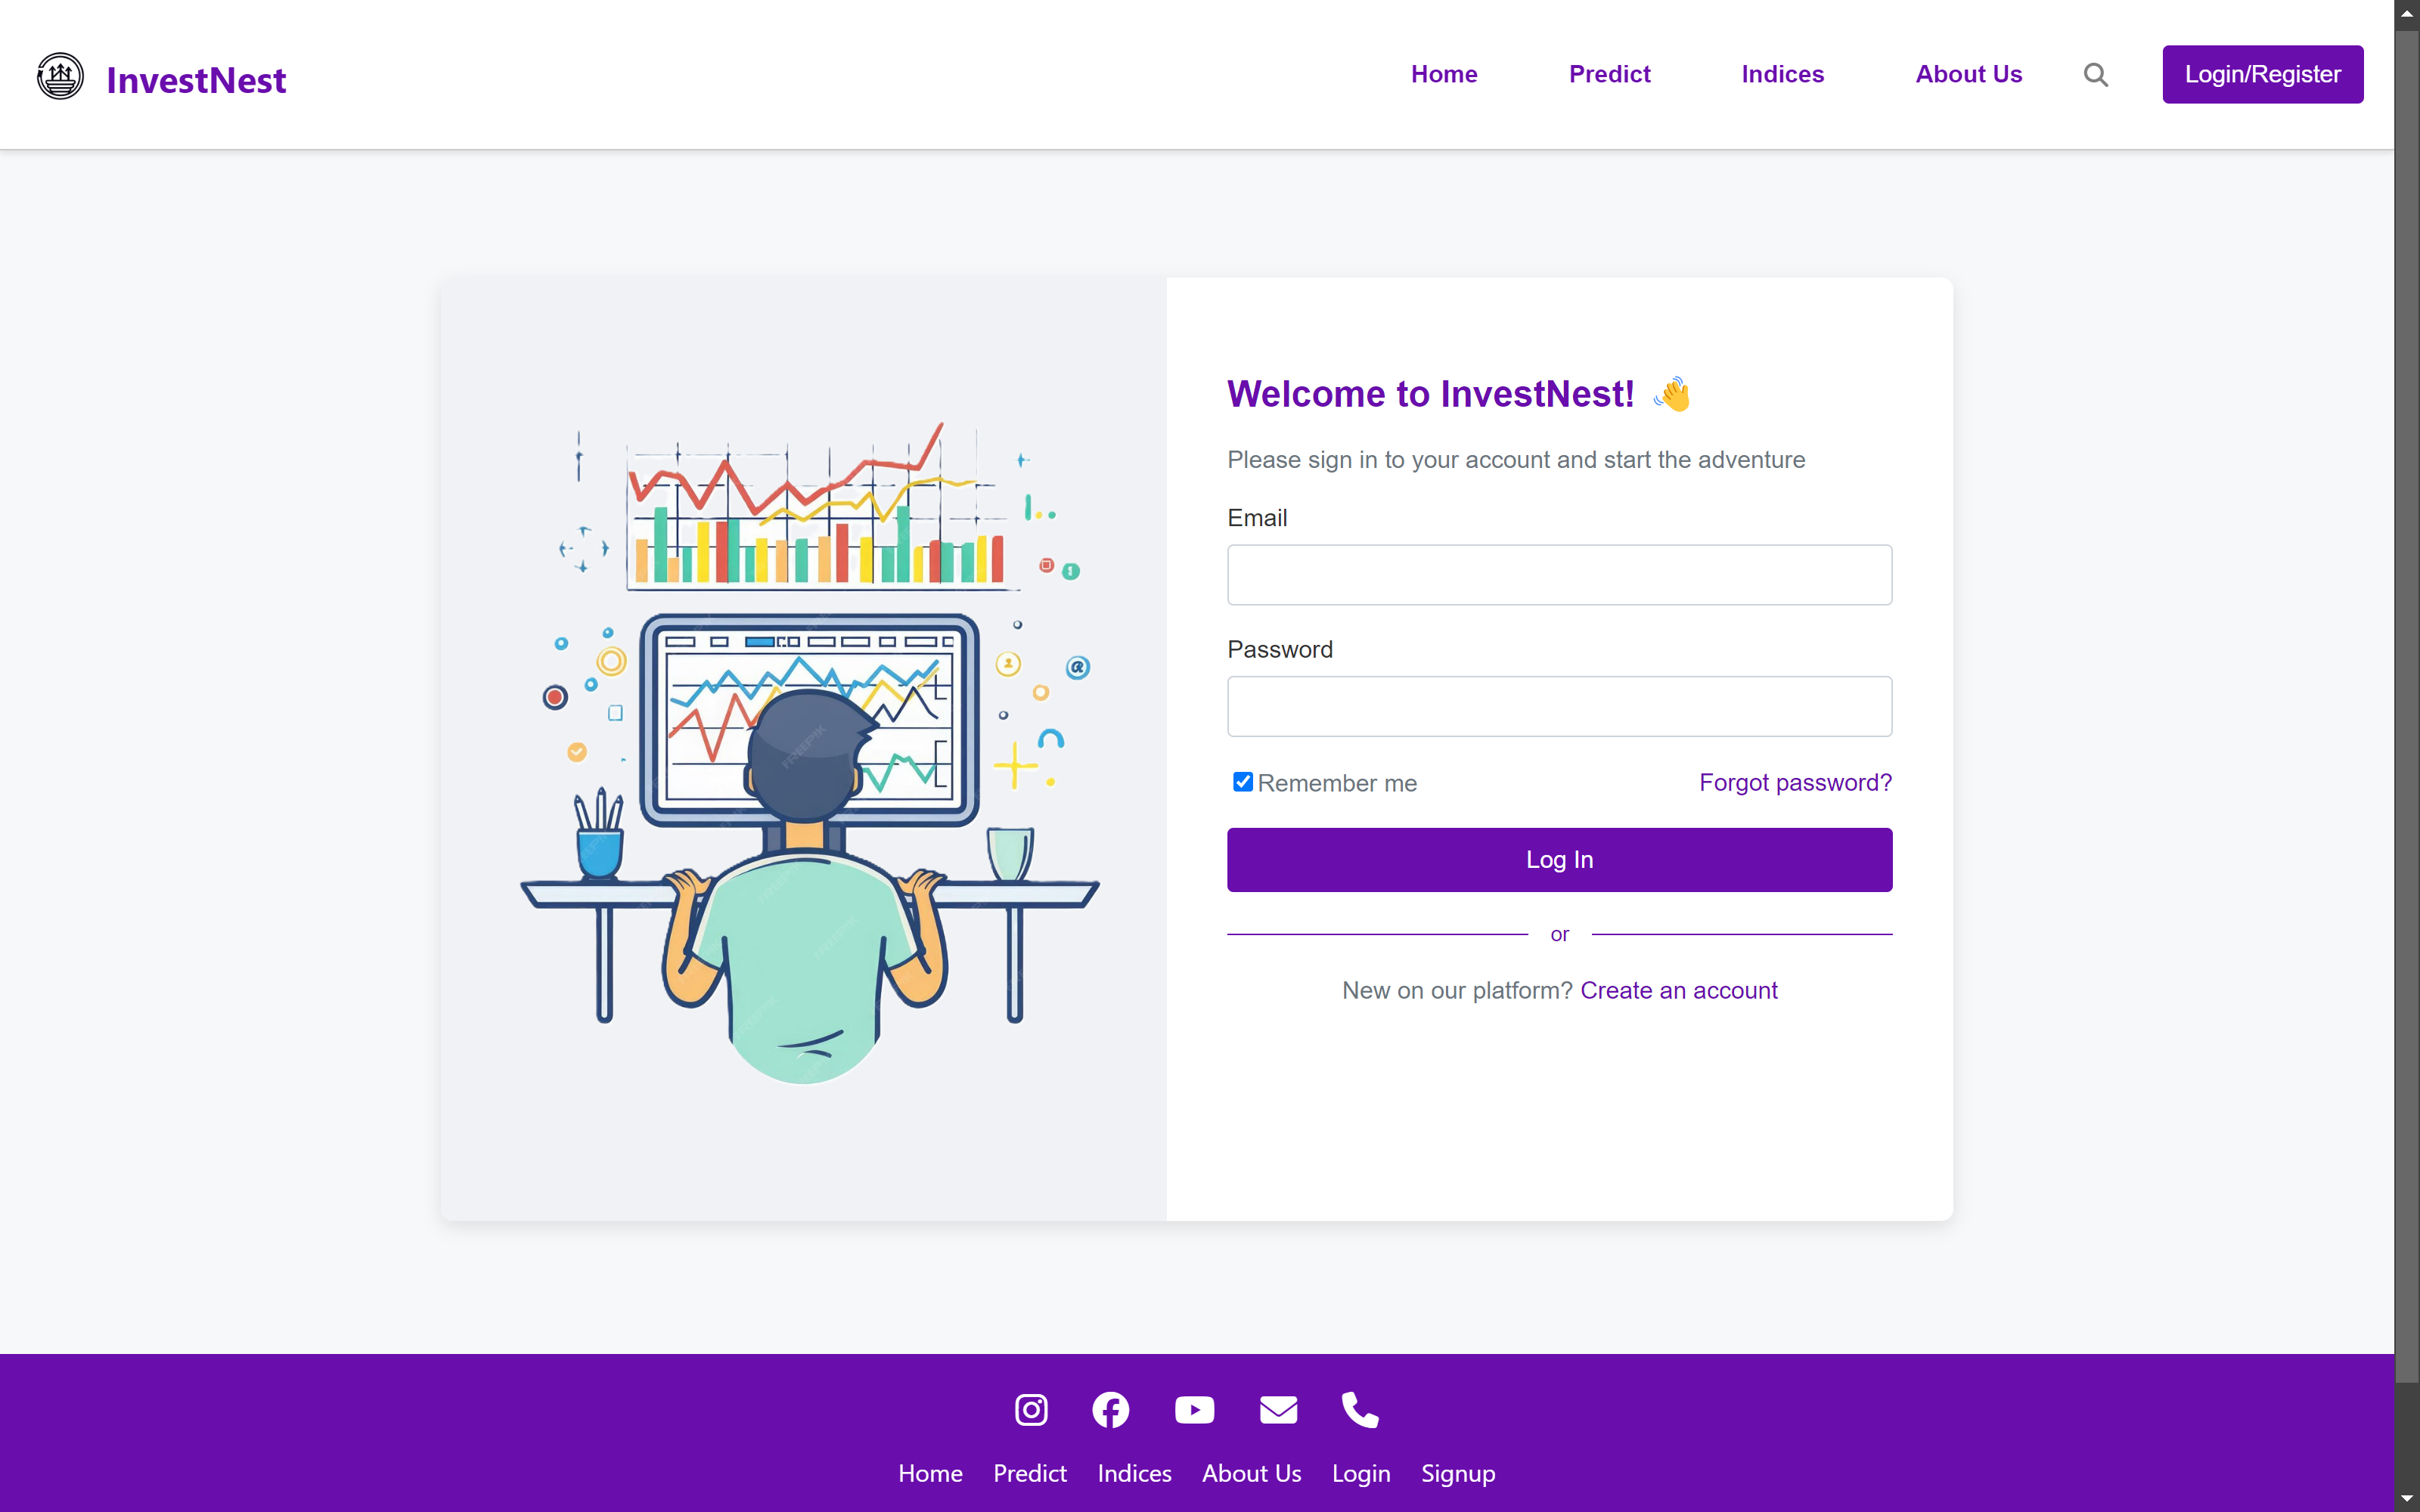 InvestNest
Home Predict Indices About Us Login/Register
Welcome to InvestNest! 👋
Please sign in to your account and start the adventure
Email
Password
Remember me Forgot password?
Log In
or
New on our platform? Create an account
FREEPIK
Home Predict Indices About Us Login Signup